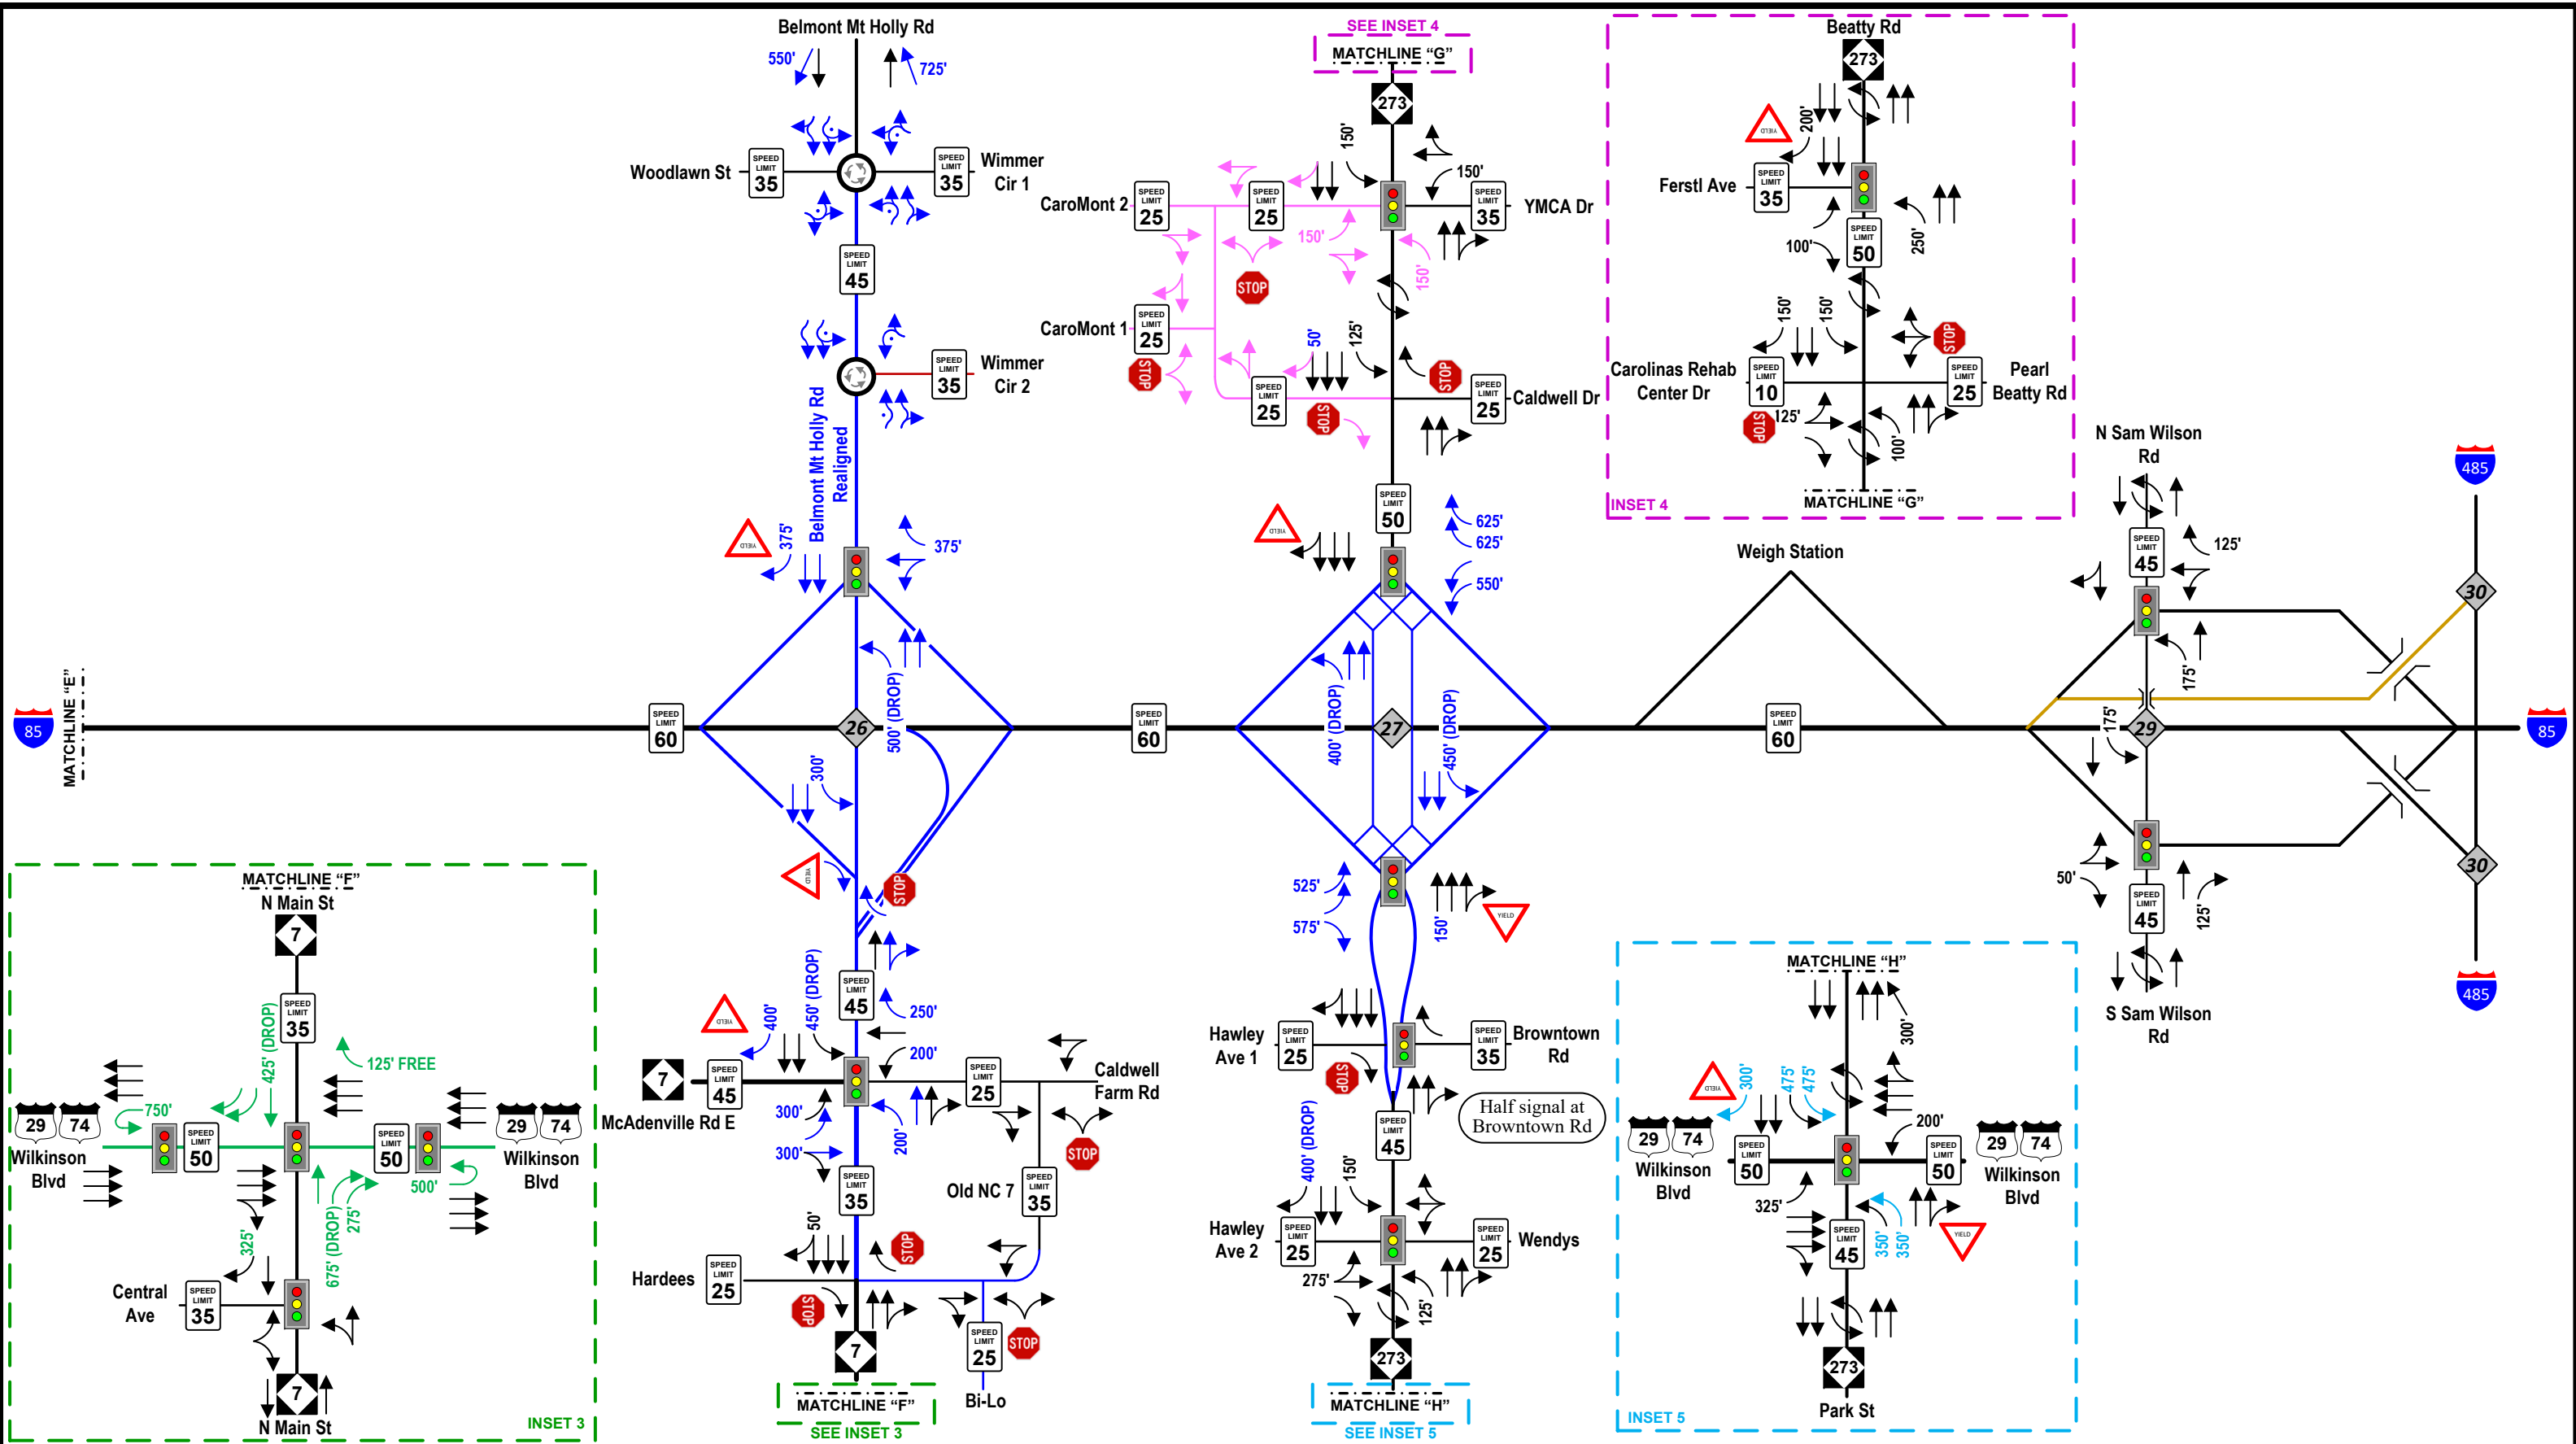 Belmont Mt Holly Rd
550'
725'
Woodlawn St
SPEED LIMIT 35
SPEED LIMIT 35
Wimmer
Cir 1
SPEED LIMIT 45
SPEED LIMIT 35
Wimmer
Cir 2
Belmont Mt Holly Rd
Realigned
YIELD
375'
375'
SEE INSET 4
MATCHLINE “G”
273
150'
150'
CaroMont 2
SPEED LIMIT 25
SPEED LIMIT 25
SPEED LIMIT 35
YMCA Dr
150'
150'
STOP
CaroMont 1
SPEED LIMIT 25
STOP
50'
125'
STOP
SPEED LIMIT 25
STOP
SPEED LIMIT 25
Caldwell Dr
SPEED LIMIT 50
YIELD
625'
625'
550'
Beatty Rd
273
YIELD
200'
Ferstl Ave
SPEED LIMIT 35
100'
SPEED LIMIT 50
250'
150'
150'
STOP
Carolinas Rehab
Center Dr
SPEED LIMIT 10
SPEED LIMIT 25
Pearl
Beatty Rd
STOP
125'
100'
MATCHLINE “G”
INSET 4
N Sam Wilson
Rd
485
SPEED LIMIT 45
125'
30
175'
Weigh Station
85
MATCHLINE “E”
SPEED LIMIT 60
26
500' (DROP)
300'
SPEED LIMIT 60
400' (DROP)
27
450' (DROP)
SPEED LIMIT 60
175'
29
85
50'
SPEED LIMIT 45
125'
30
485
S Sam Wilson
Rd
YIELD
STOP
525'
575'
150'
YIELD
MATCHLINE “F”
N Main St
7
SPEED LIMIT 35
425' (DROP)
125' FREE
750'
29
74
Wilkinson
Blvd
SPEED LIMIT 50
SPEED LIMIT 50
500'
29
74
Wilkinson
Blvd
325'
675' (DROP)
275'
Central
Ave
SPEED LIMIT 35
7
N Main St
INSET 3
SPEED LIMIT 45
YIELD
400'
450' (DROP)
250'
200'
7
SPEED LIMIT 45
McAdenville Rd E
SPEED LIMIT 25
Caldwell
Farm Rd
300'
300'
200'
STOP
SPEED LIMIT 35
Old NC 7
SPEED LIMIT 35
50'
STOP
Hardees
SPEED LIMIT 25
STOP
7
SPEED LIMIT 25
STOP
Bi-Lo
MATCHLINE “F”
SEE INSET 3
Hawley
Ave 1
SPEED LIMIT 25
STOP
SPEED LIMIT 35
Browntown
Rd
Half signal at
Browntown Rd
SPEED LIMIT 45
400' (DROP)
150'
Hawley
Ave 2
SPEED LIMIT 25
SPEED LIMIT 25
Wendys
275'
125'
273
MATCHLINE “H”
SEE INSET 5
MATCHLINE “H”
300'
YIELD
300'
475'
475'
200'
29
74
Wilkinson
Blvd
SPEED LIMIT 50
SPEED LIMIT 50
29
74
Wilkinson
Blvd
325'
SPEED LIMIT 45
350'
350'
YIELD
273
Park St
INSET 5